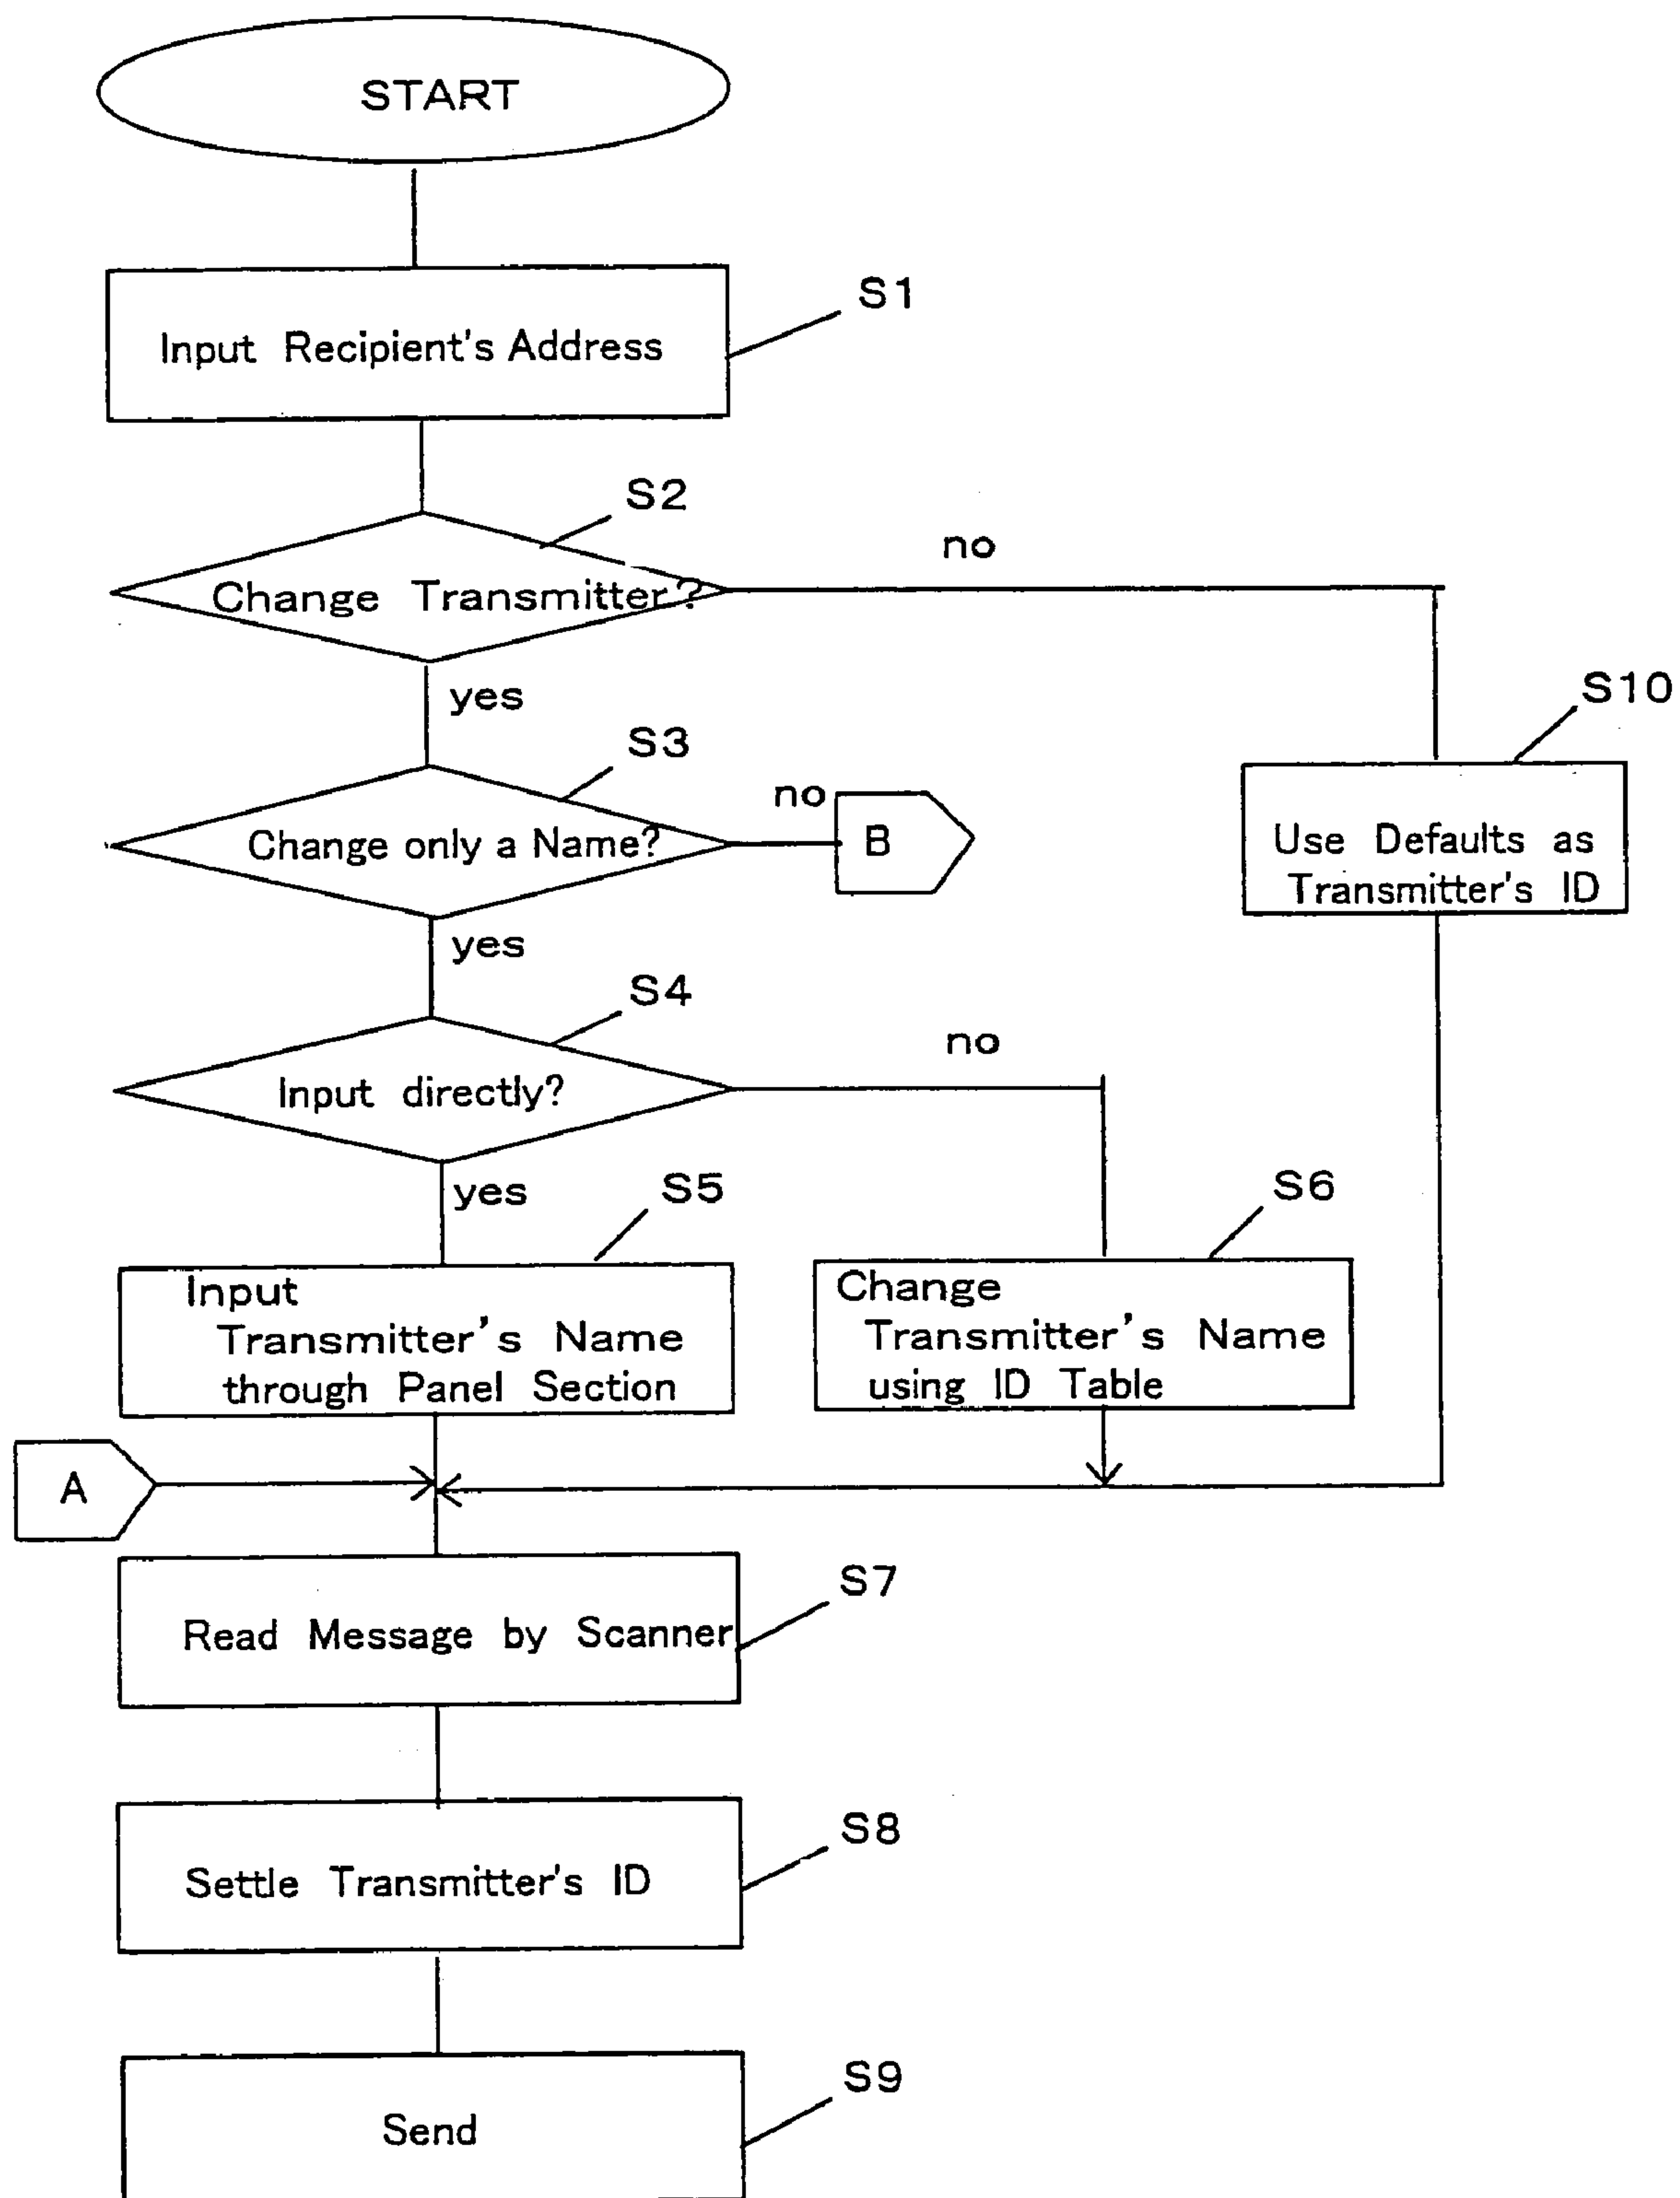 START
S1
Input Recipient's Address
S2
no
Change Transmitter?
yes
S10
S3
no
B
Change only a Name?
Use Defaults as
Transmitter's ID
yes
S4
no
Input directly?
yes
S5
S6
Input
Transmitter's Name
through Panel Section
Change
Transmitter's Name
using ID Table
A
S7
Read Message by Scanner
S8
Settle Transmitter's ID
S9
Send